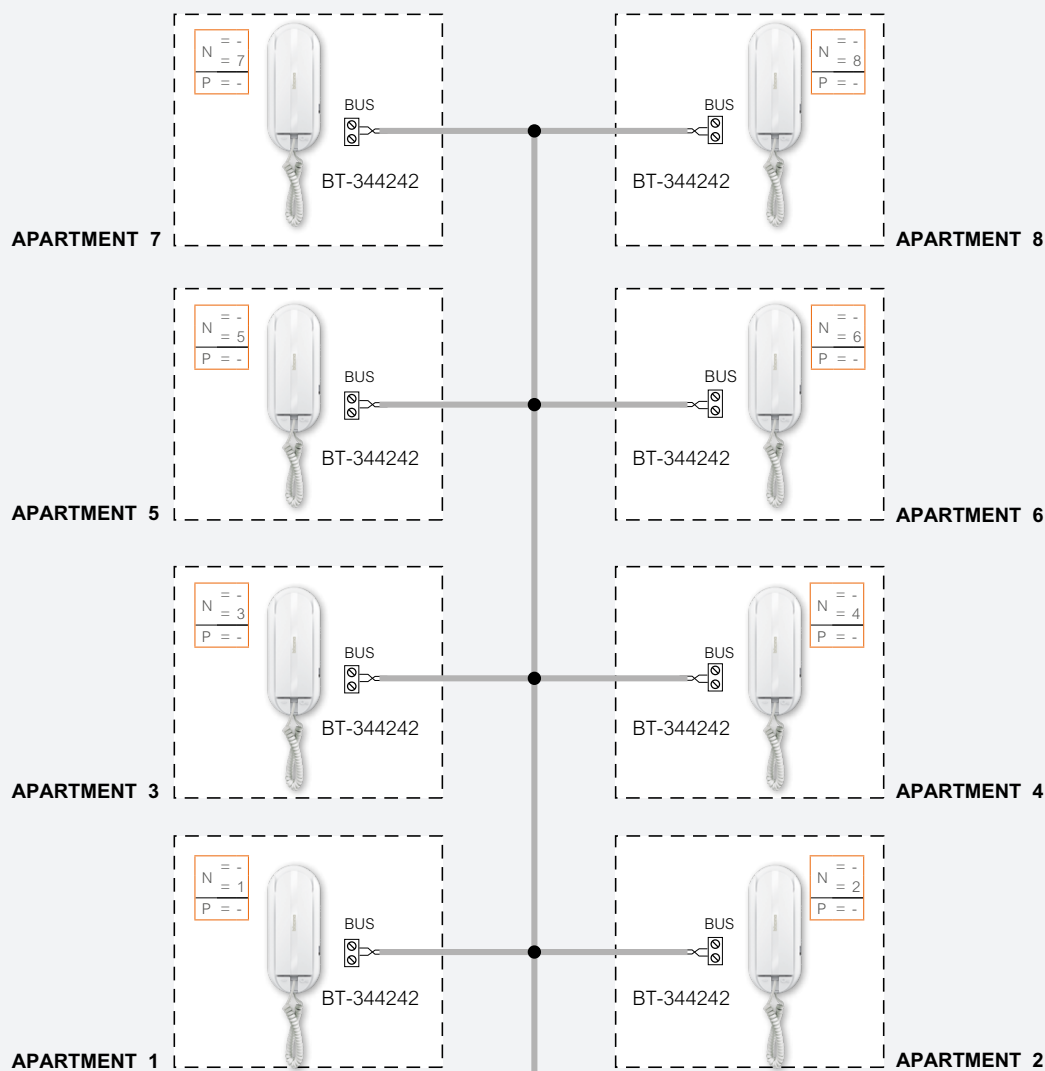 N = -
= 7
P = -
BUS
BT-344242
APARTMENT 7
N = -
= 8
P = -
BUS
BT-344242
APARTMENT 8
N = -
= 5
P = -
BUS
BT-344242
APARTMENT 5
N = -
= 6
P = -
BUS
BT-344242
APARTMENT 6
N = -
= 3
P = -
BUS
BT-344242
APARTMENT 3
N = -
= 4
P = -
BUS
BT-344242
APARTMENT 4
N = -
= 1
P = -
BUS
BT-344242
APARTMENT 1
N = -
= 2
P = -
BUS
BT-344242
APARTMENT 2